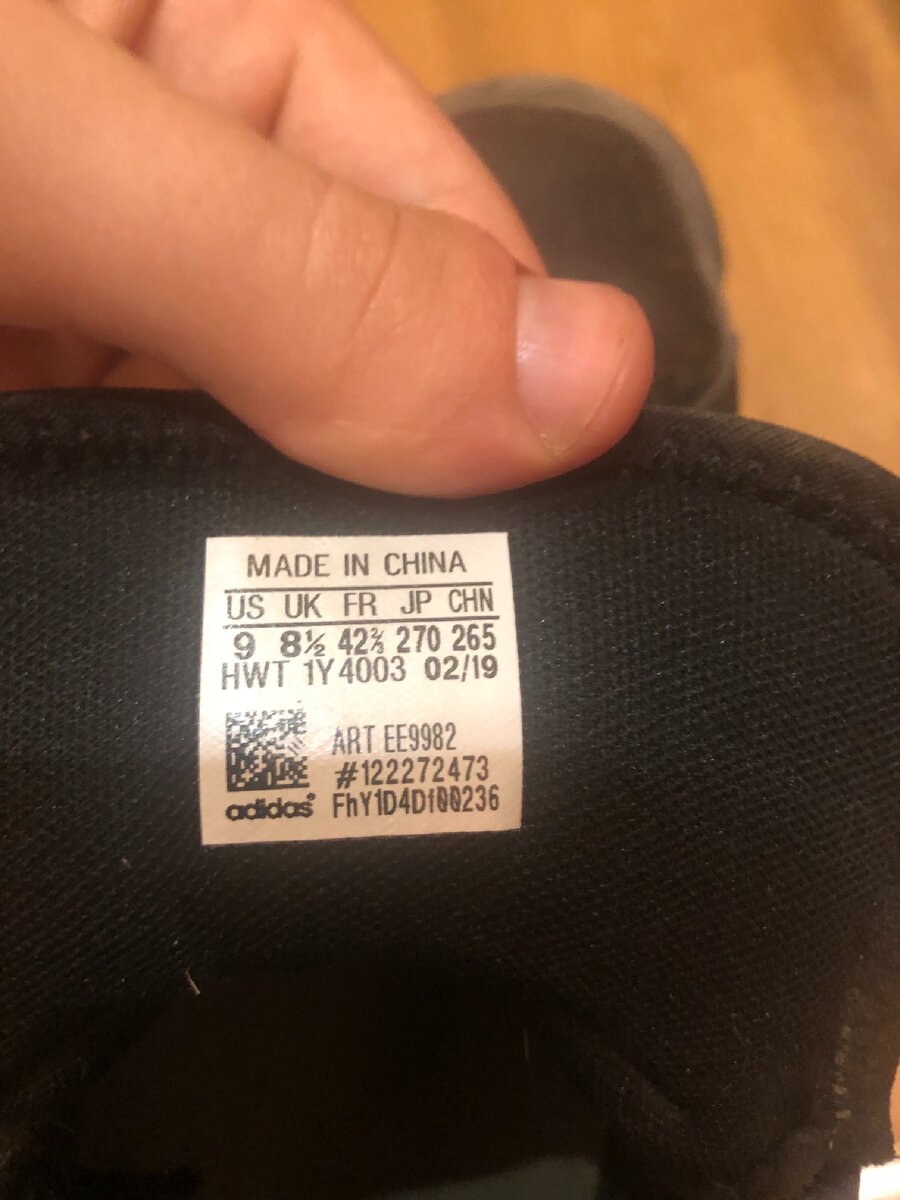 MADE IN CHINA
US UK FR JP CHN
9 8½ 42⅔ 270 265
HWT 1Y4003 02/19
ART EE9982
#122272473
adidas® FhY1D4Df00236